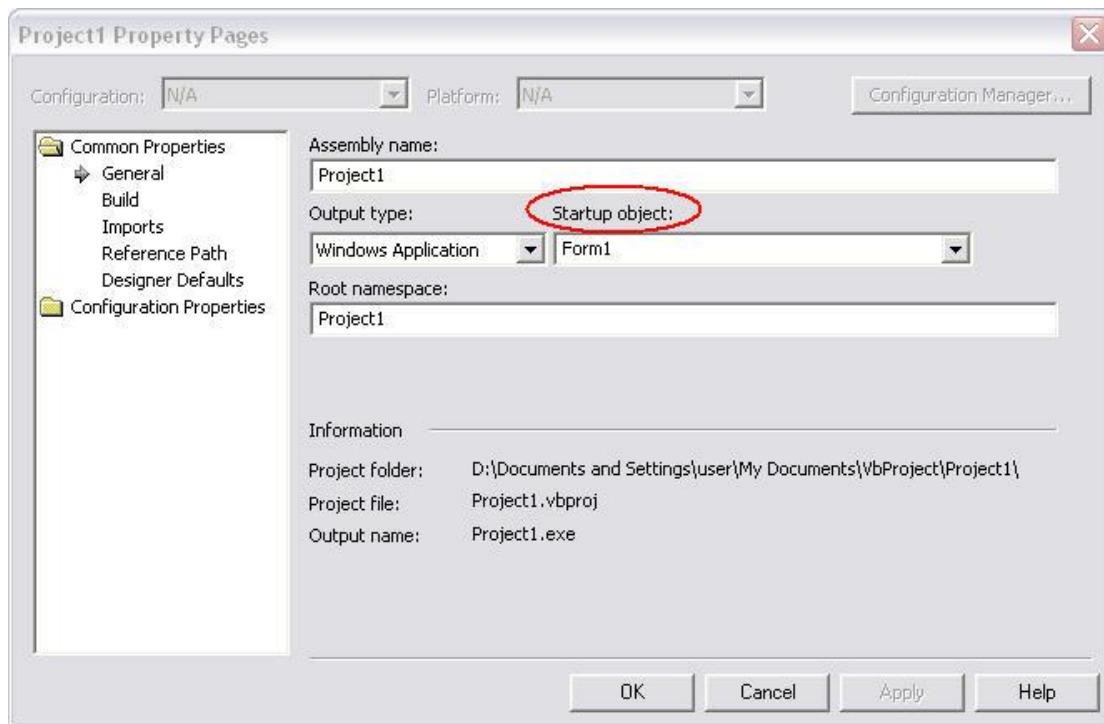 Project1 Property Pages
Configuration: N/A Platform: N/A Configuration Manager...
Common Properties
General
Build
Imports
Reference Path
Designer Defaults
Configuration Properties
Assembly name:
Project1
Output type: Startup object:
Windows Application Form1
Root namespace:
Project1
Information
Project folder: D:\Documents and Settings\user\My Documents\VbProject\Project1\
Project file: Project1.vbproj
Output name: Project1.exe
OK Cancel Apply Help